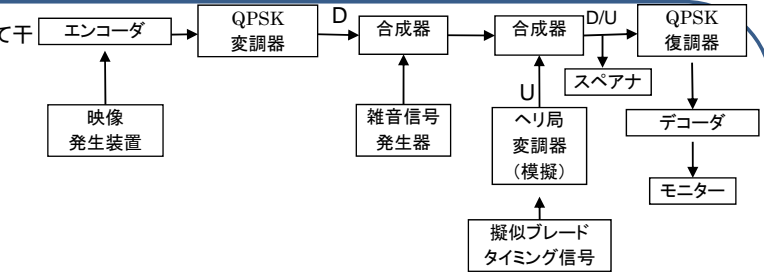 て干
エンコーダ
QPSK
変調器
D
合成器
合成器
D/U
QPSK
復調器
スペアナ
映像
発生装置
雑音信号
発生器
U
ヘリ局
変調器
（模擬）
デコーダ
モニター
擬似ブレード
タイミング信号